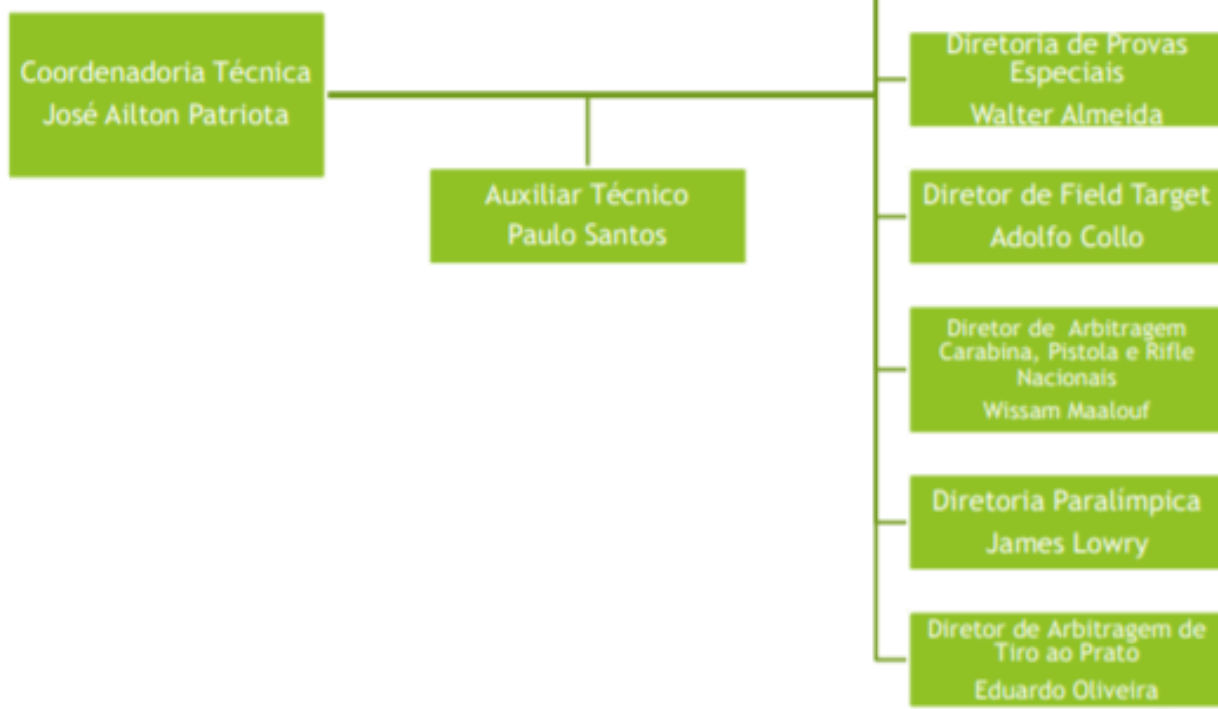 Coordenadoria Técnica
José Ailton Patriota
Auxiliar Técnico
Paulo Santos
Diretoria de Provas
Especiais
Walter Almeida
Diretor de Field Target
Adolfo Collo
Diretor de Arbitragem
Carabina, Pistola e Rifle
Nacionais
Wissam Maalouf
Diretoria Paralímpica
James Lowry
Diretor de Arbitragem de
Tiro ao Prato
Eduardo Oliveira